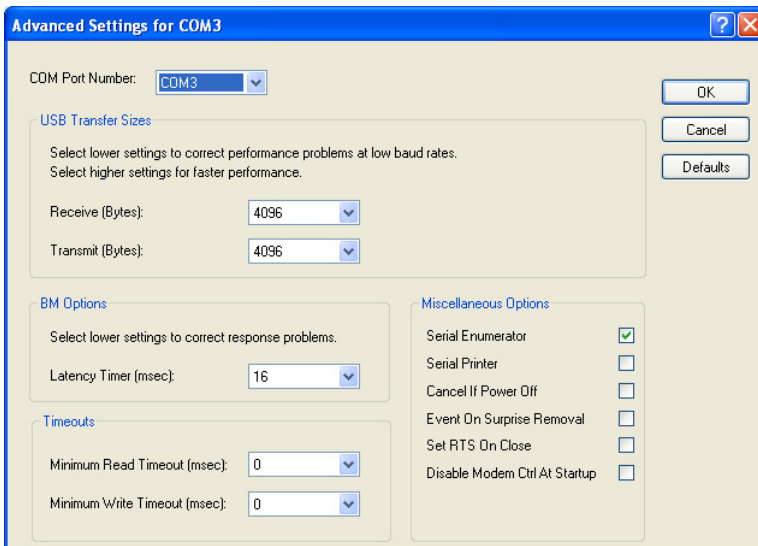 Advanced Settings for COM3
COM Port Number: COM3
OK
Cancel
Defaults
USB Transfer Sizes
Select lower settings to correct performance problems at low baud rates.
Select higher settings for faster performance.
Receive (Bytes): 4096
Transmit (Bytes): 4096
BM Options
Select lower settings to correct response problems.
Latency Timer (msec): 16
Timeouts
Minimum Read Timeout (msec): 0
Minimum Write Timeout (msec): 0
Miscellaneous Options
Serial Enumerator
Serial Printer
Cancel If Power Off
Event On Surprise Removal
Set RTS On Close
Disable Modem Ctrl At Startup